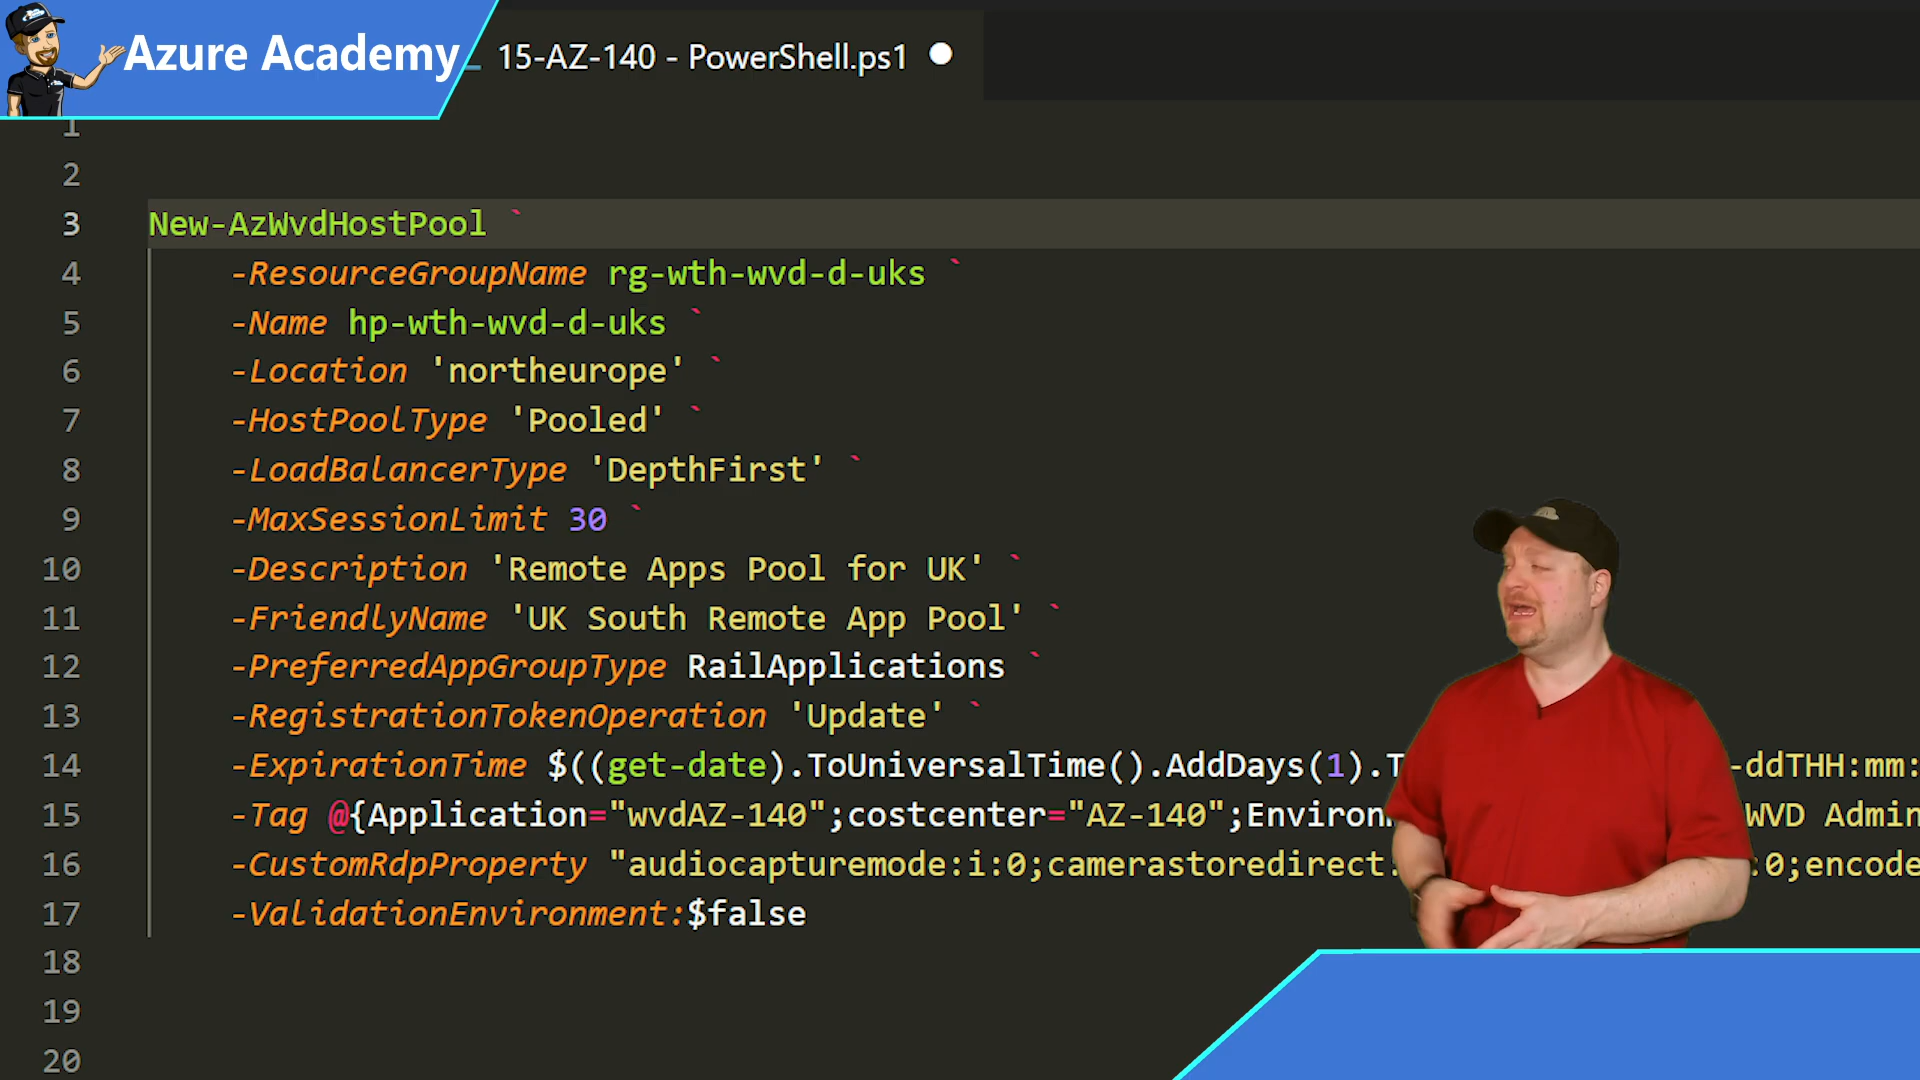 Azure Academy
15-AZ-140 - PowerShell.ps1
1
2
3 New-AzWvdHostPool `
4 -ResourceGroupName rg-wth-wvd-d-uks `
5 -Name hp-wth-wvd-d-uks `
6 -Location 'northeurope' `
7 -HostPoolType 'Pooled' `
8 -LoadBalancerType 'DepthFirst' `
9 -MaxSessionLimit 30 `
10 -Description 'Remote Apps Pool for UK' `
11 -FriendlyName 'UK South Remote App Pool' `
12 -PreferredAppGroupType RailApplications `
13 -RegistrationTokenOperation 'Update' `
14 -ExpirationTime $((get-date).ToUniversalTime().AddDays(1).T -ddTHH:mm:
15 -Tag @{Application="wvdAZ-140";costcenter="AZ-140";Environ WVD Admin
16 -CustomRdpProperty "audiocapturemode:i:0;camerastoredirect: :0;encode
17 -ValidationEnvironment:$false
18
19
20